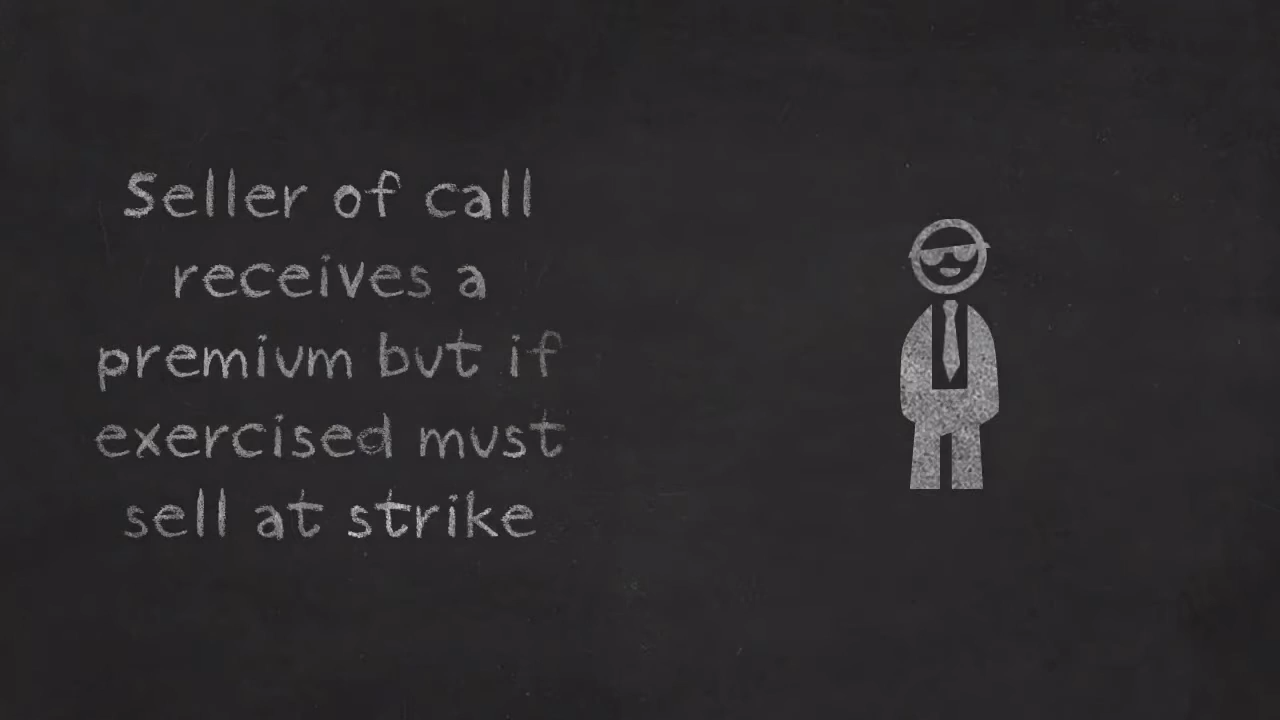 Seller of call
receives a
premium but if
exercised must
sell at strike